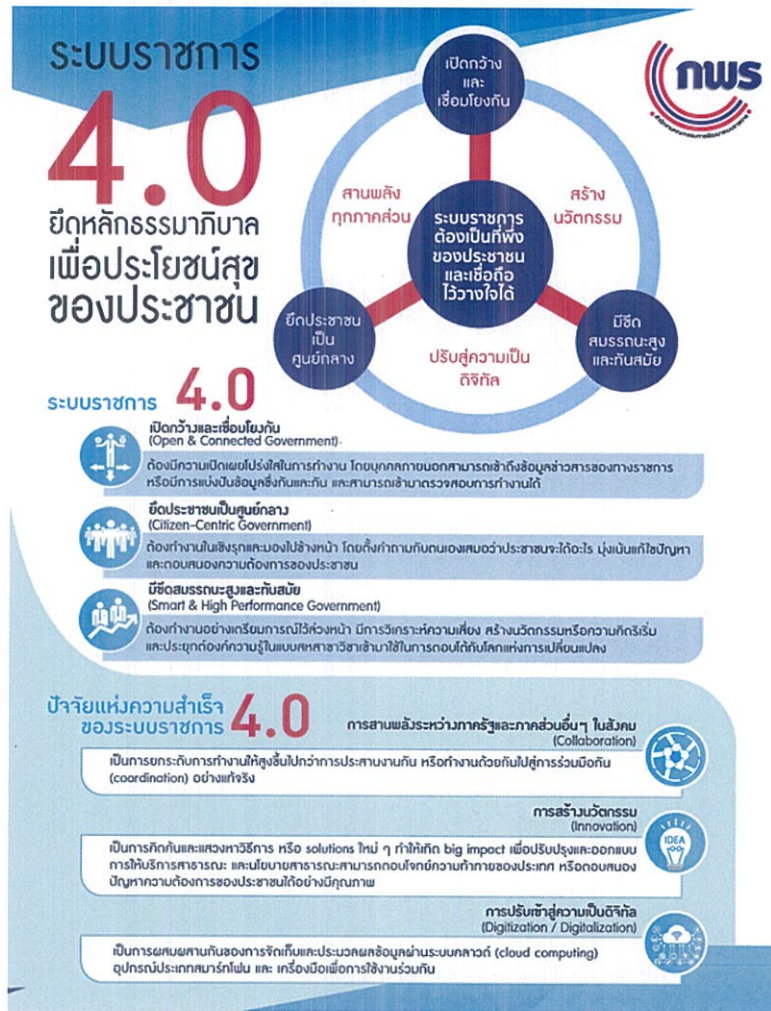 ระบบราชการ
4.0
ยึดหลักธรรมาภิบาล
เพื่อประโยชน์สุข
ของประชาชน
กพร
สำนักงานคณะกรรมการพัฒนาระบบราชการ
เปิดกว้าง
และ
เชื่อมโยงกัน
สานพลัง
ทุกภาคส่วน
สร้าง
นวัตกรรม
ระบบราชการ
ต้องเป็นที่พึ่ง
ของประชาชน
และเชื่อถือ
ไว้วางใจได้
ยึดประชาชน
เป็น
ศูนย์กลาง
มีขีด
สมรรถนะสูง
และทันสมัย
ปรับสู่ความเป็น
ดิจิทัล
ระบบราชการ 4.0
เปิดกว้างและเชื่อมโยงกัน
(Open & Connected Government)
ต้องมีความเปิดเผยโปร่งใสในการทำงาน โดยบุคคลภายนอกสามารถเข้าถึงข้อมูลข่าวสารของทางราชการ
หรือมีการแบ่งปันข้อมูลซึ่งกันและกัน และสามารถเข้ามาตรวจสอบการทำงานได้
ยึดประชาชนเป็นศูนย์กลาง
(Citizen-Centric Government)
ต้องทำงานในเชิงรุกและมองไปข้างหน้า โดยตั้งคำถามกับตนเองเสมอว่าประชาชนจะได้อะไร มุ่งเน้นแก้ไขปัญหา
และตอบสนองความต้องการของประชาชน
มีขีดสมรรถนะสูงและทันสมัย
(Smart & High Performance Government)
ต้องทำงานอย่างเตรียมการณ์ไว้ล่วงหน้า มีการวิเคราะห์ความเสี่ยง สร้างนวัตกรรมหรือความคิดริเริ่ม
และประยุกต์องค์ความรู้ในแบบสหสาขาวิชาเข้ามาใช้ในการตอบโต้กับโลกแห่งการเปลี่ยนแปลง
ปัจจัยแห่งความสำเร็จ
ของระบบราชการ 4.0
การสานพลังระหว่างภาครัฐและภาคส่วนอื่นๆ ในสังคม
(Collaboration)
เป็นการยกระดับการทำงานให้สูงขึ้นไปกว่าการประสานงานกัน หรือทำงานด้วยกันไปสู่การร่วมมือกัน
(coordination) อย่างแท้จริง
การสร้างนวัตกรรม
(Innovation)
IDEA
เป็นการคิดค้นและแสวงหาวิธีการ หรือ solutions ใหม่ ๆ ทำให้เกิด big impact เพื่อปรับปรุงและออกแบบ
การให้บริการสาธารณะ และนโยบายสาธารณะสามารถตอบโจทย์ความท้าทายของประเทศ หรือตอบสนอง
ปัญหาความต้องการของประชาชนได้อย่างมีคุณภาพ
การปรับเข้าสู่ความเป็นดิจิทัล
(Digitization / Digitalization)
เป็นการผสมผสานกันของการจัดเก็บและประมวลผลข้อมูลผ่านระบบคลาวด์ (cloud computing)
อุปกรณ์ประเภทสมาร์ทโฟน และ เครื่องมือเพื่อการใช้งานร่วมกัน